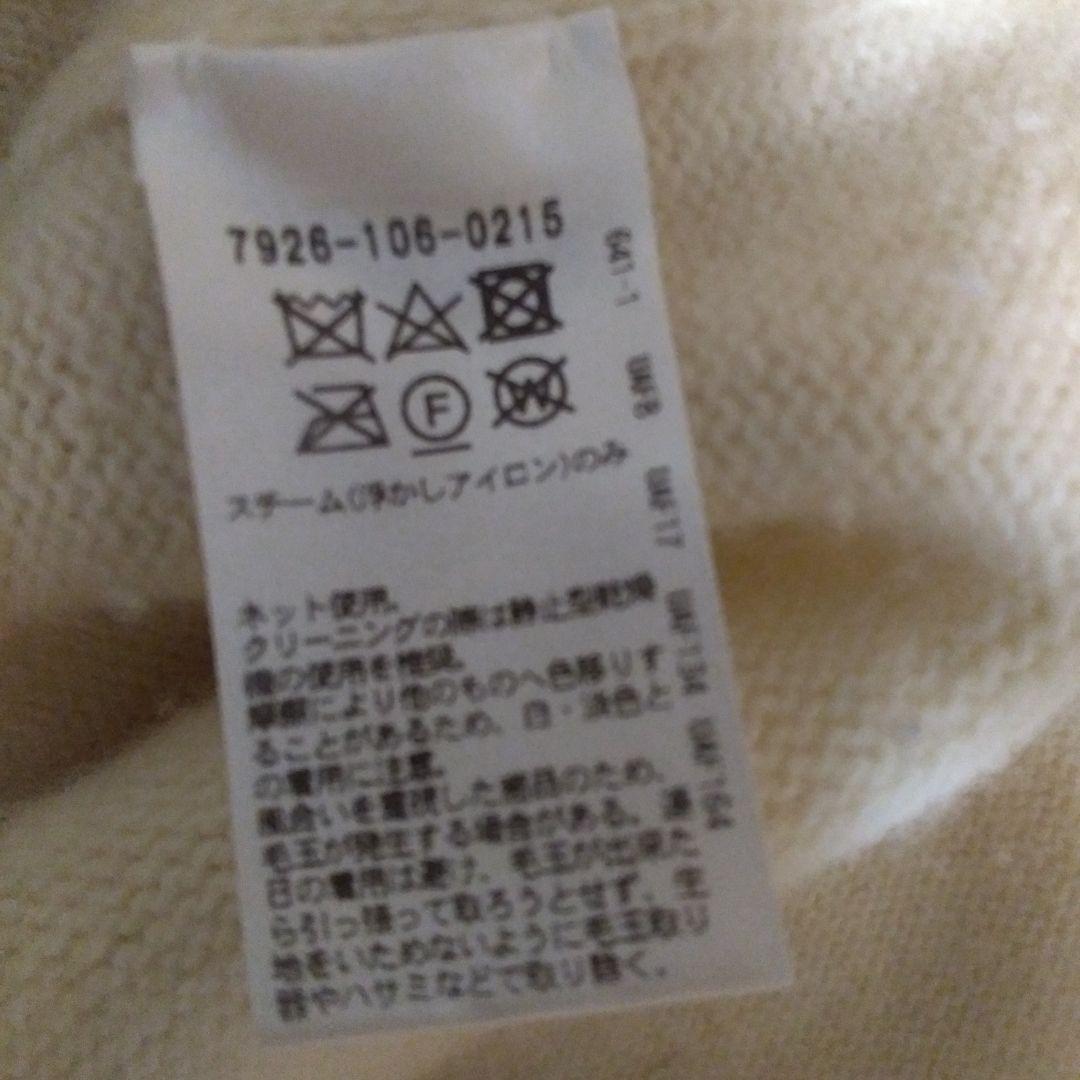 7926-106-0215
F
W
スチーム(浮かしアイロン)のみ
ネット使用。
クリーニングの際は静止型乾燥
機の使用を推奨。
摩擦により他のものへ色移りす
ることがあるため、白・淡色と
の着用に注意。
風合いを重視した商品のため、
毛玉が発生する場合がある。連
日の着用は避け、毛玉が出来た
ら引っ張って取ろうとせず、生
地をいためないように毛玉取り
器やハサミなどで取り除く。
641-1 UAF8 UAF17 UAF134 UAF164